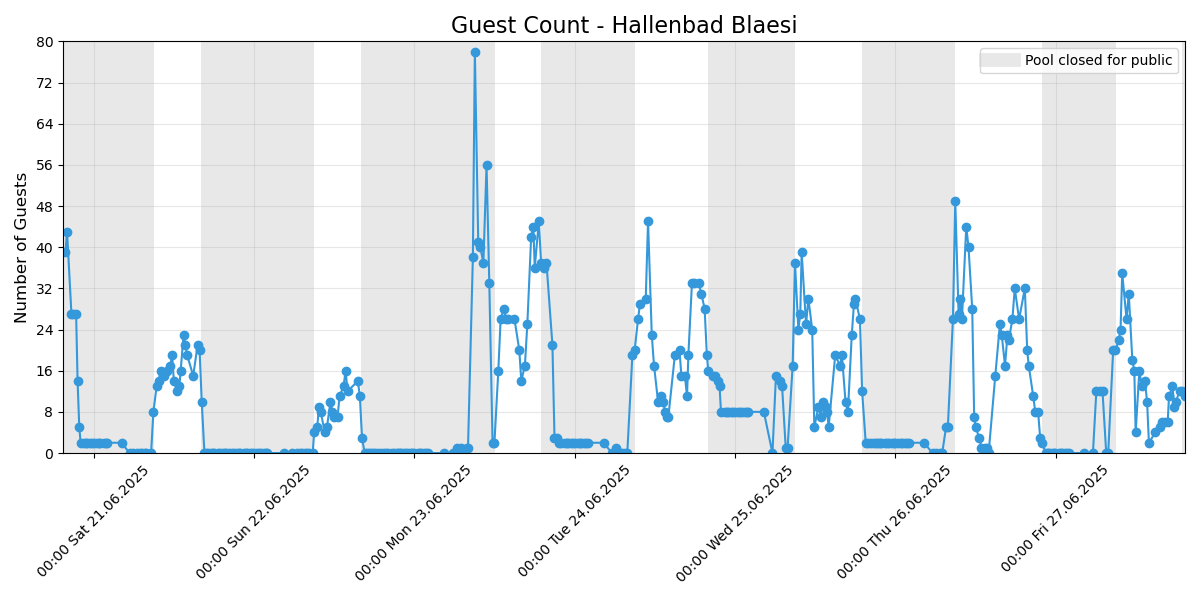 Guest Count - Hallenbad Blaesi
Pool closed for public
Number of Guests
80
72
64
56
48
40
32
24
16
8
0
00:00 Sat 21.06.2025
00:00 Sun 22.06.2025
00:00 Mon 23.06.2025
00:00 Tue 24.06.2025
00:00 Wed 25.06.2025
00:00 Thu 26.06.2025
00:00 Fri 27.06.2025